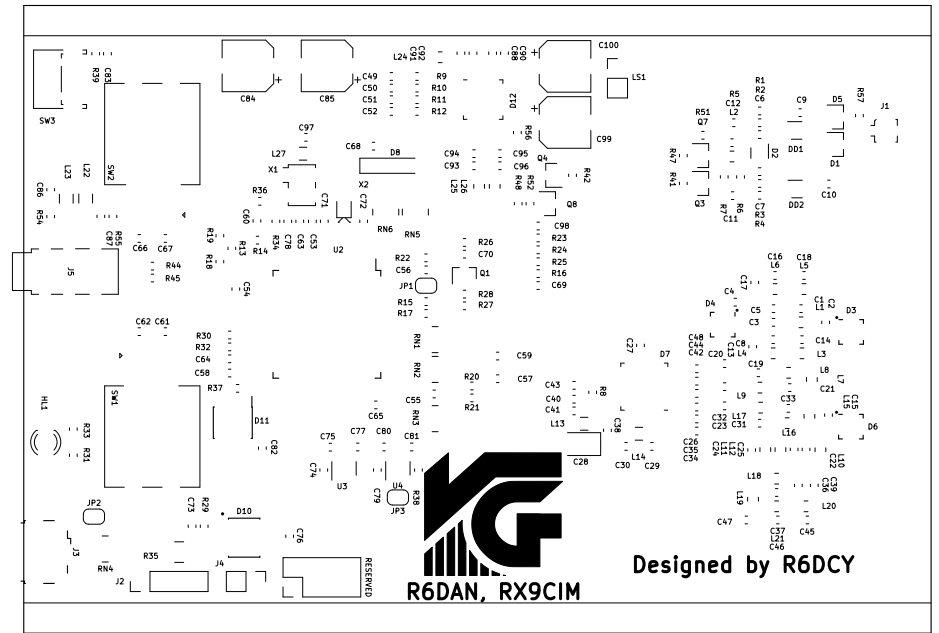 C100
LS1
L24
C91
C92
C88
C90
R39
C83
C49
C50
C51
C52
R9
R10
R11
R12
D12
C84
C85
C99
SW3
SW2
R1
R2
C6
R5
C12
L2
C9
D5
R57
J1
R51
Q7
R56
C97
C68
D8
L27
X1
X2
C94
C93
C95
C96
Q4
R42
R47
R41
D2
DD1
D1
L23
L22
L25
L26
R48
R52
Q8
Q3
C10
DD2
R7
C11
R6
C7
R3
R4
C86
R54
R36
C60
C71
C72
C87
R55
C66
C67
R19
R13
R14
R34
C78
C63
C53
U2
RN6
RN5
C98
R23
R24
R25
R16
C69
R26
C70
R22
C56
Q1
J5
R44
R45
R18
C54
JP1
R28
R27
R15
R17
C16
L6
C18
L5
C17
C4
D4
C5
C3
C1
L1
C2
D3
C14
C62
C61
R30
R32
C64
C58
RN1
C59
C27
D7
C48
C44
C42
C20
C13
C8
L4
L3
C19
RN2
R20
C57
R37
R21
C43
C40
C41
R8
L9
C33
L8
C21
L7
L15
C15
HL1
SW1
D11
C65
C55
RN3
L13
C38
C32
C23
L17
C31
L16
D6
R33
R31
C82
C75
C77
C80
C81
C28
C30
L14
C29
C26
C35
C34
C24
L11
L12
C25
C22
L10
C74
U3
U4
C79
R38
JP3
L18
C36
C39
L19
L20
JP2
C73
R29
D10
C76
C47
C37
L21
C46
C45
J3
RN4
R35
J2
J4
RESERVED
Designed by R6DCY
R6DAN, RX9CIM